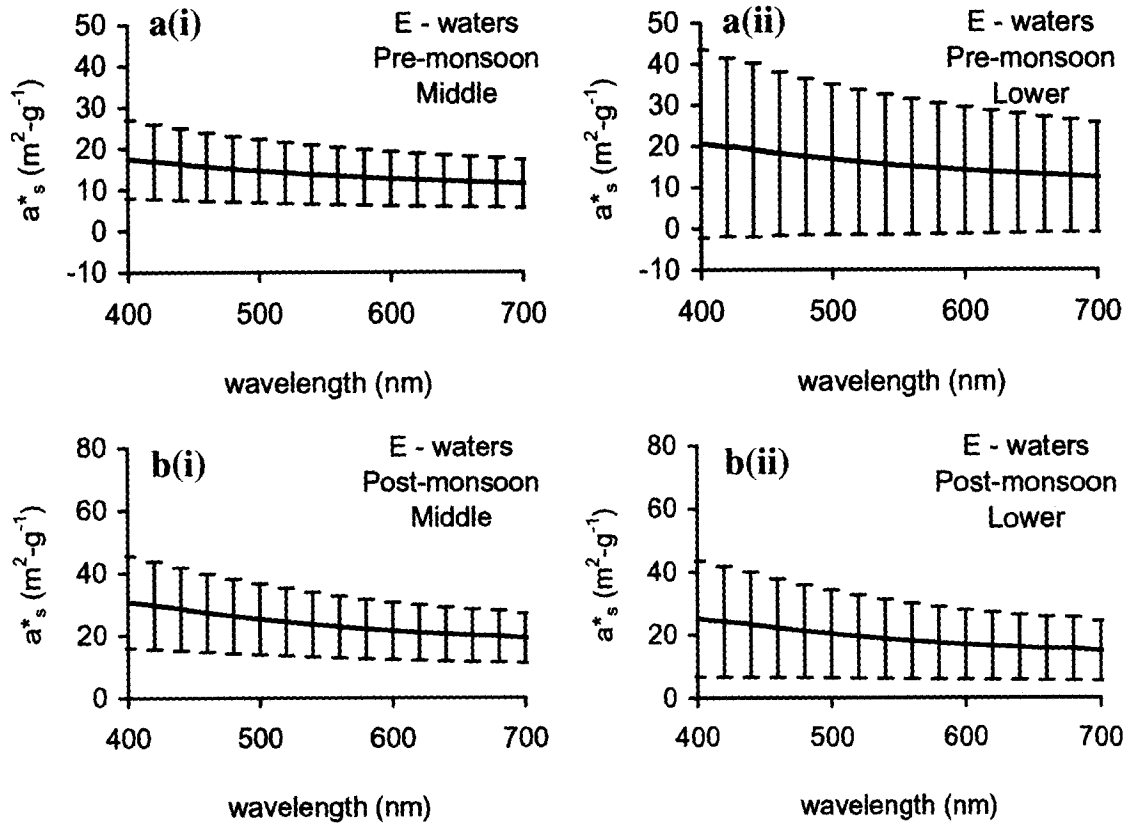 a(i)
E - waters
Pre-monsoon
Middle
50
40
30
20
10
0
-10
a*s (m²-g⁻¹)
400 500 600 700
wavelength (nm)
a(ii)
E - waters
Pre-monsoon
Lower
50
40
30
20
10
0
-10
a*s (m²-g⁻¹)
400 500 600 700
wavelength (nm)
b(i)
E - waters
Post-monsoon
Middle
80
60
40
20
0
a*s (m²-g⁻¹)
400 500 600 700
wavelength (nm)
b(ii)
E - waters
Post-monsoon
Lower
80
60
40
20
0
a*s (m²-g⁻¹)
400 500 600 700
wavelength (nm)